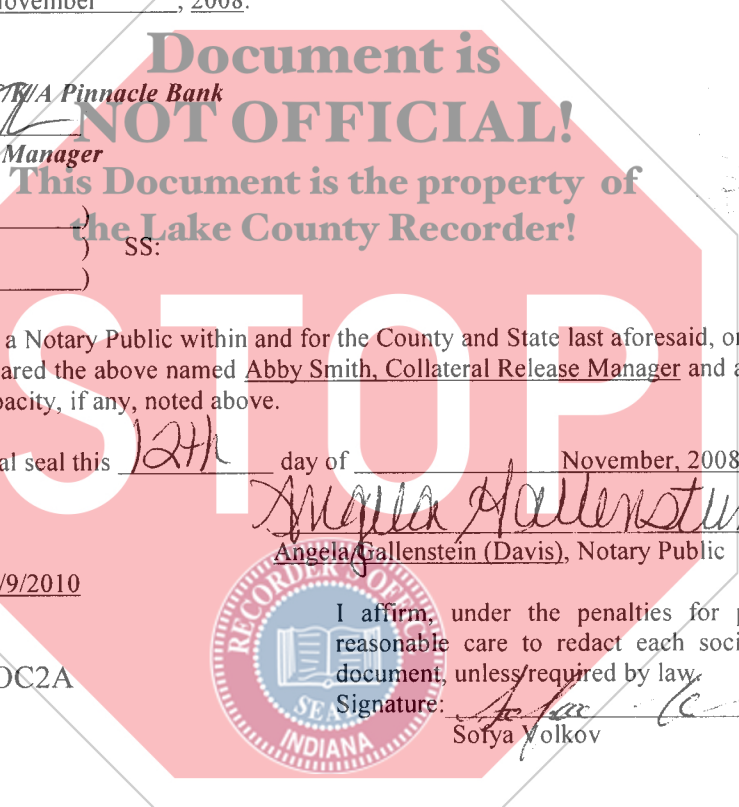 November , 2008.
Document is
F/K/A Pinnacle Bank
NOT OFFICIAL!
Manager
This Document is the property of
the Lake County Recorder!
)
) SS:
)
STOP
a Notary Public within and for the County and State last aforesaid, on
ared the above named Abby Smith, Collateral Release Manager and a
pacity, if any, noted above.
al seal this 12th day of November, 2008
Angela Gallenstein
Angela Gallenstein (Davis), Notary Public
/9/2010
RECORDER'S OFFICE
SEAL
INDIANA
I affirm, under the penalties for p
reasonable care to redact each soci
document, unless required by law.
OC2A
Signature:
Sofya Volkov